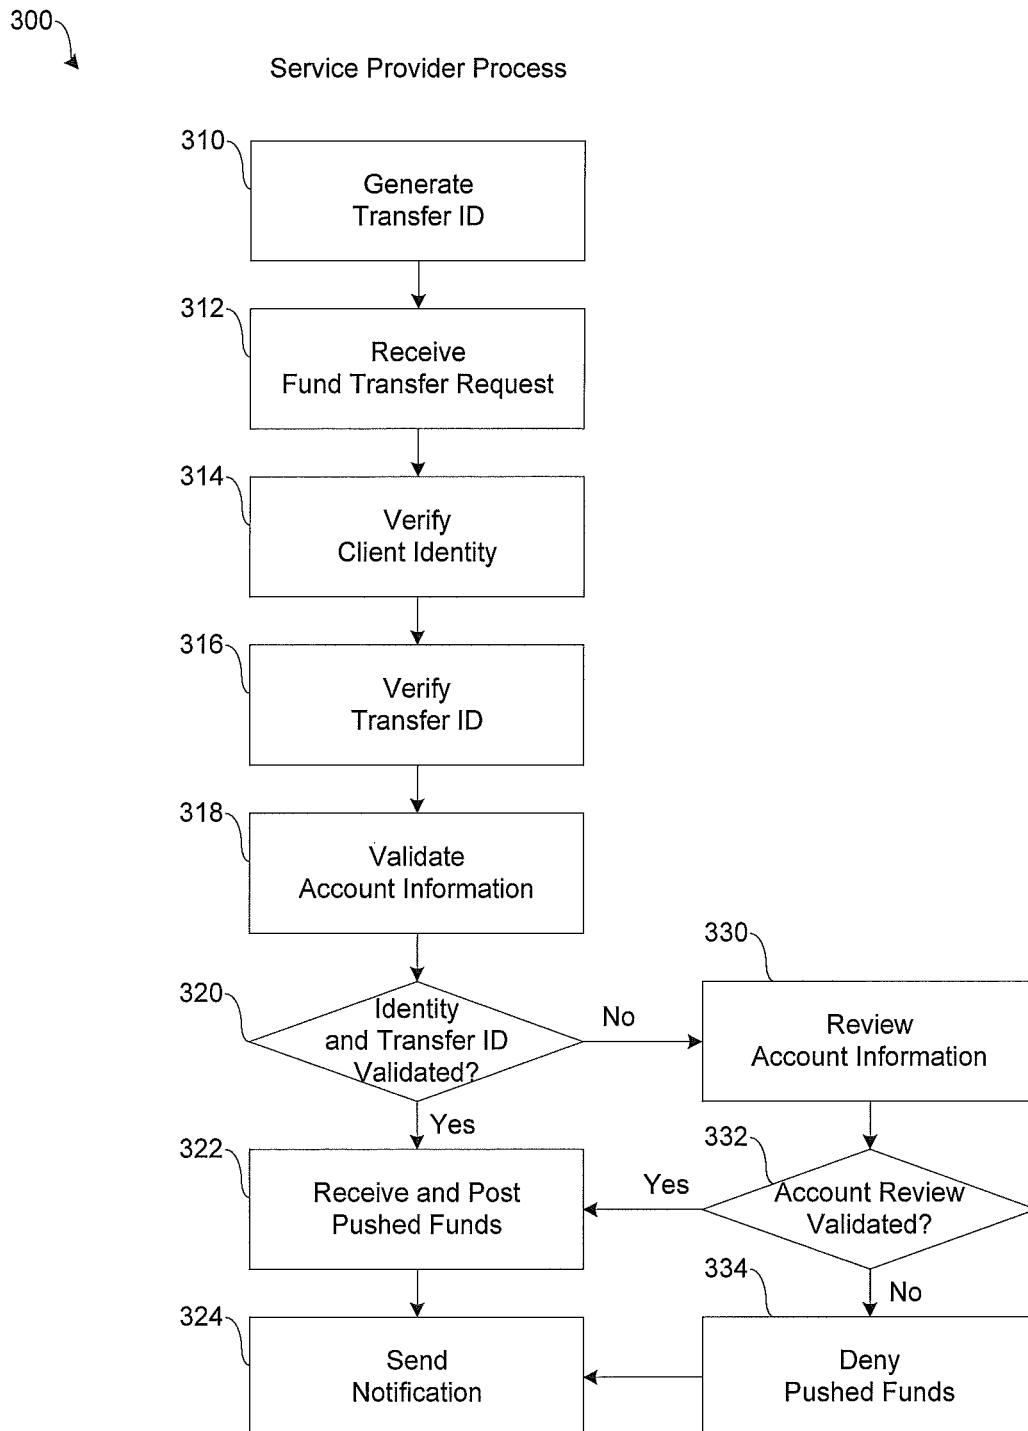 300
Service Provider Process
310
Generate
Transfer ID
312
Receive
Fund Transfer Request
314
Verify
Client Identity
316
Verify
Transfer ID
318
Validate
Account Information
320
Identity
and Transfer ID
Validated?
No
Yes
330
Review
Account Information
332
Account Review
Validated?
Yes
No
322
Receive and Post
Pushed Funds
334
Deny
Pushed Funds
324
Send
Notification